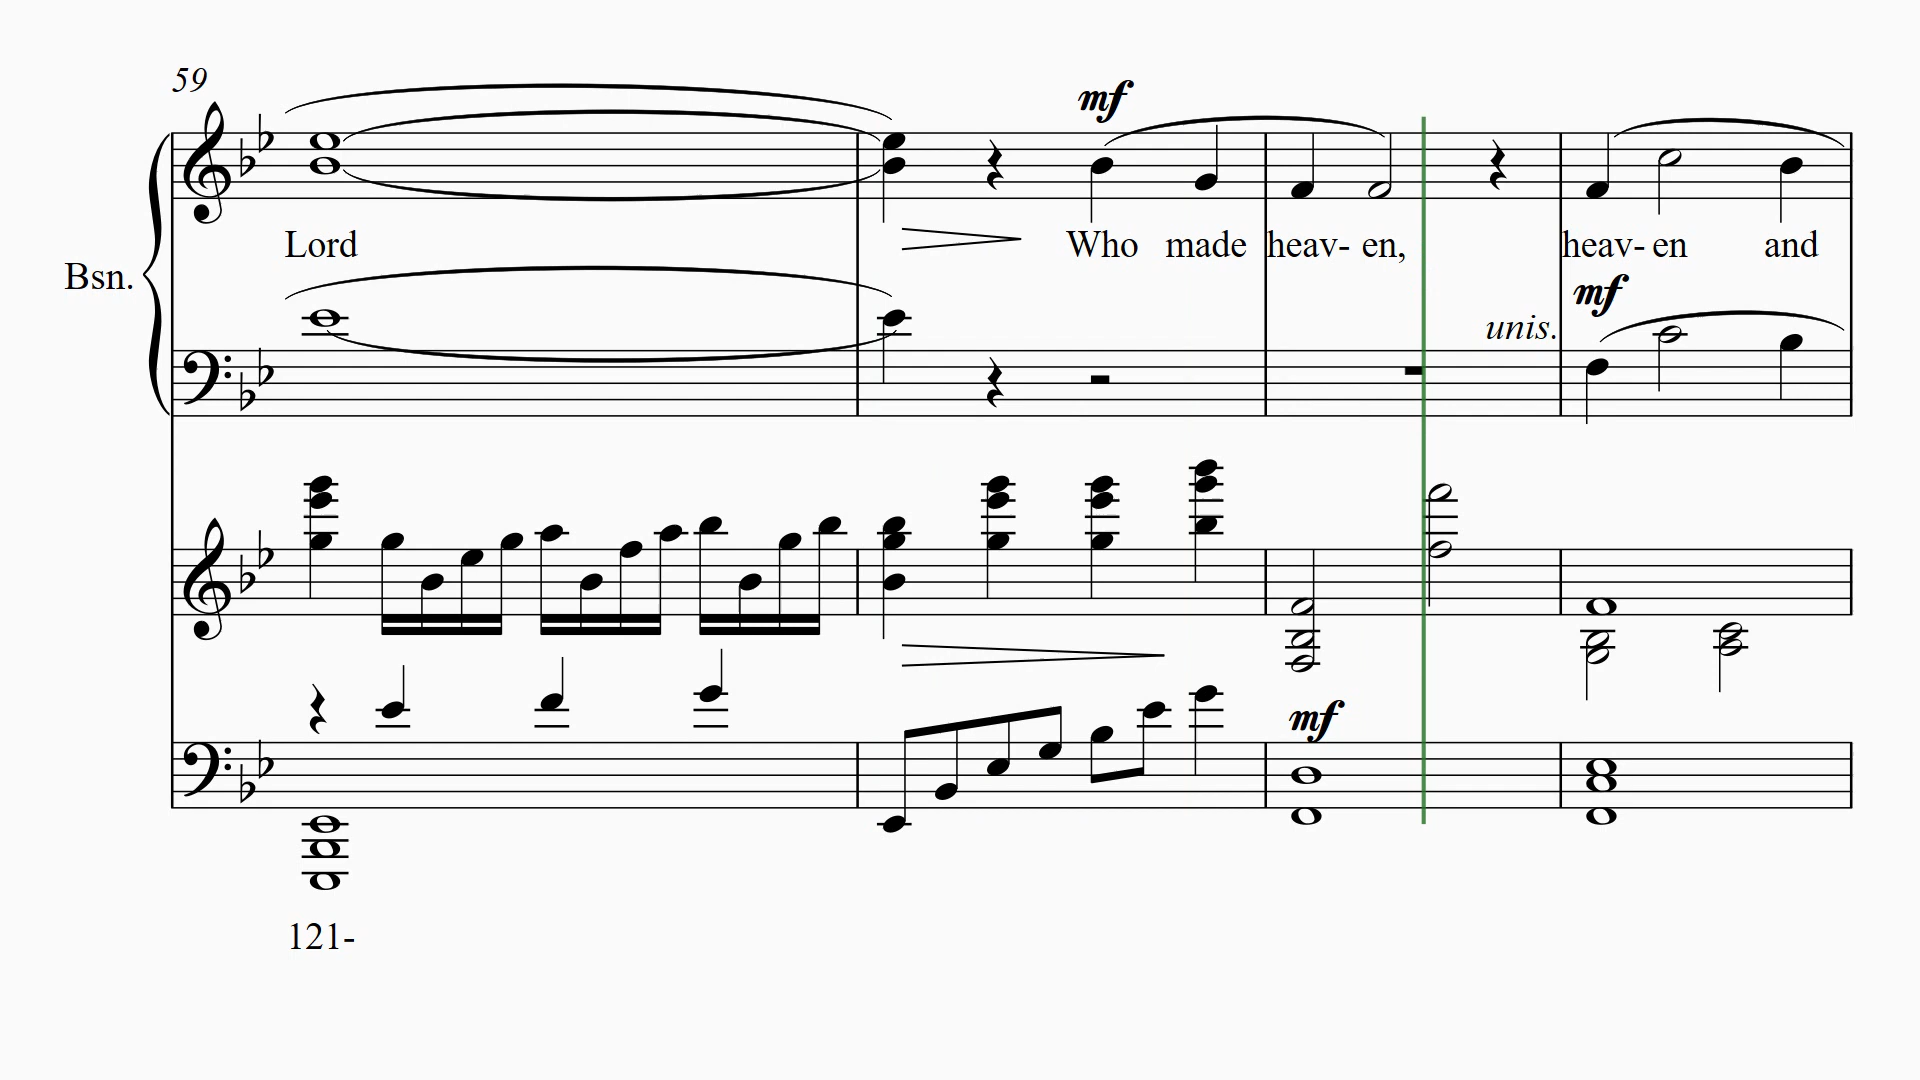 59
mf
Lord Who made heav- en, heav- en and
Bsn.
mf
unis.
mf
121-